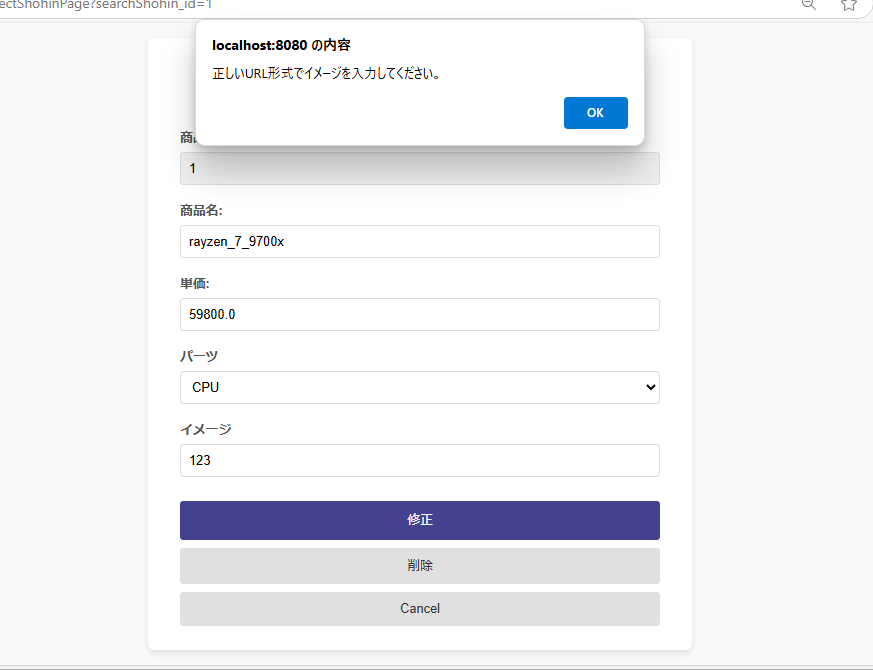 ectShohinPage?searchShohin_id=1
localhost:8080 の内容
正しいURL形式でイメージを入力してください。
OK
1
商品名:
rayzen_7_9700x
単価:
59800.0
パーツ
CPU
イメージ
123
修正
削除
Cancel